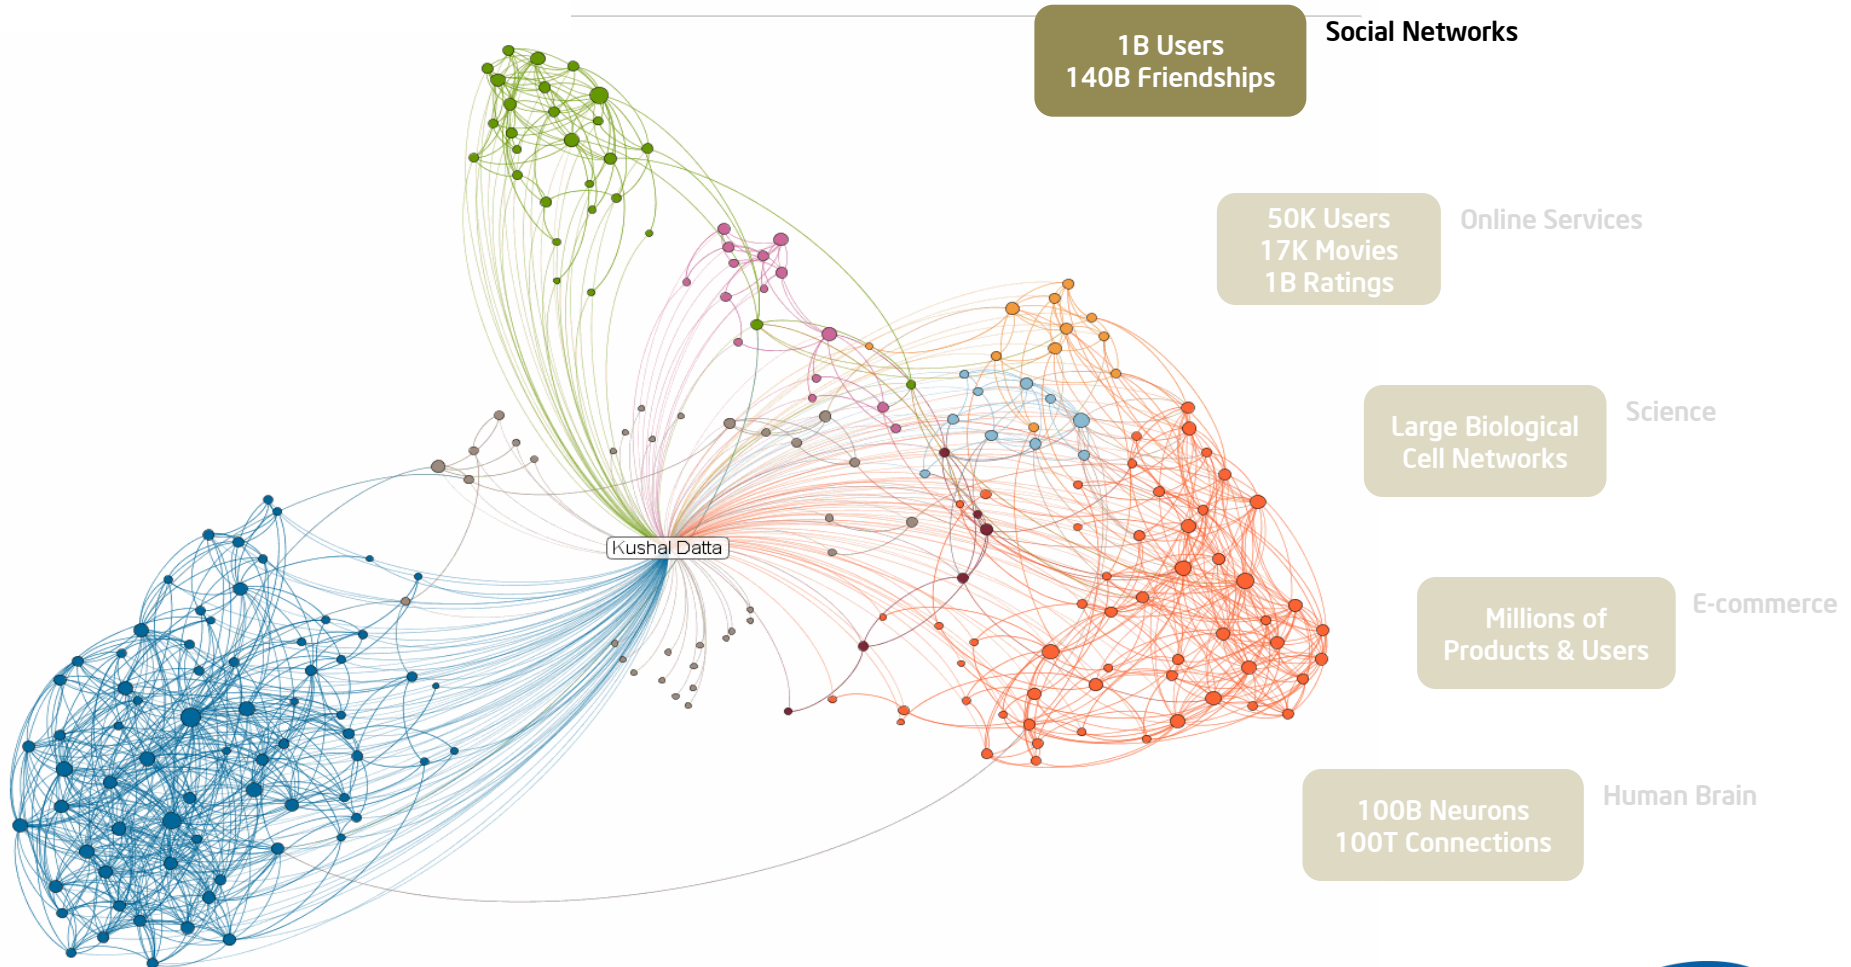 1B Users
140B Friendships
Social Networks
50K Users
17K Movies
1B Ratings
Online Services
Large Biological
Cell Networks
Science
Kushal Datta
Millions of
Products & Users
E-commerce
100B Neurons
100T Connections
Human Brain